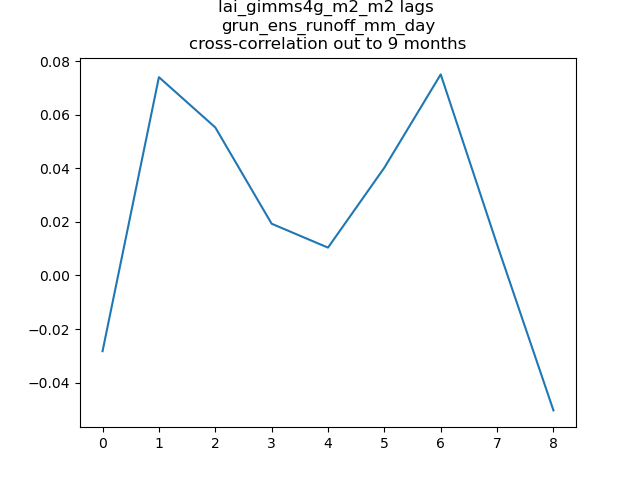 lai_gimms4g_m2_m2 lags
grun_ens_runoff_mm_day
cross-correlation out to 9 months
0.08
0.06
0.04
0.02
0.00
−0.02
−0.04
0 1 2 3 4 5 6 7 8